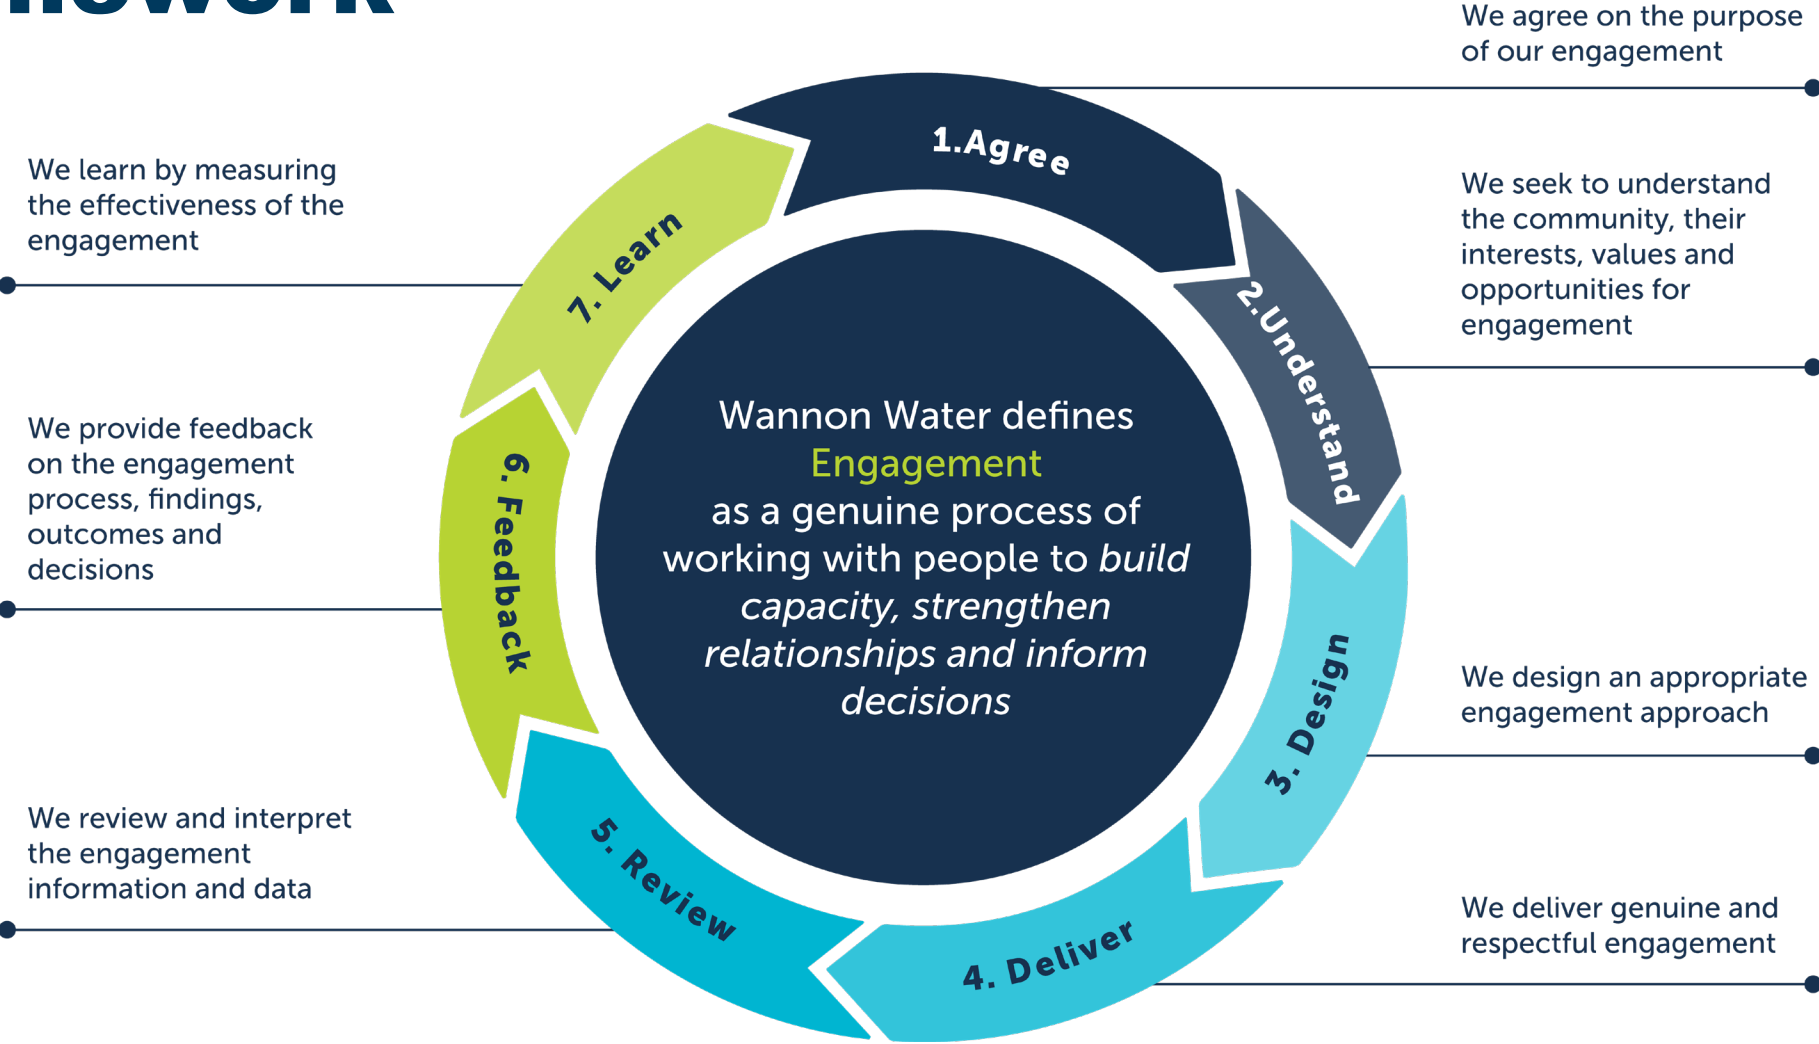 We agree on the purpose
of our engagement
1.Agree
We seek to understand
the community, their
interests, values and
opportunities for
engagement
2.Understand
We design an appropriate
engagement approach
3. Design
We deliver genuine and
respectful engagement
4. Deliver
We review and interpret
the engagement
information and data
5. Review
We provide feedback
on the engagement
process, findings,
outcomes and
decisions
6. Feedback
We learn by measuring
the effectiveness of the
engagement
7. Learn
Wannon Water defines
Engagement
as a genuine process of
working with people to build
capacity, strengthen
relationships and inform
decisions